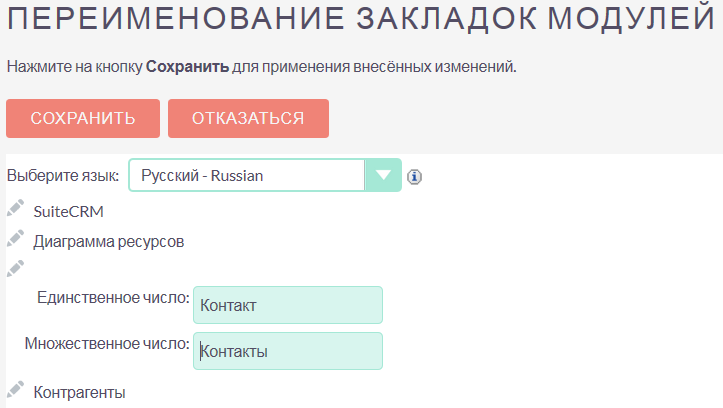 ПЕРЕИМЕНОВАНИЕ ЗАКЛАДОК МОДУЛЕЙ
Нажмите на кнопку Сохранить для применения внесённых изменений.
СОХРАНИТЬ ОТКАЗАТЬСЯ
Выберите язык: Русский - Russian
SuiteCRM
Диаграмма ресурсов
Единственное число: Контакт
Множественное число: Контакты
Контрагенты